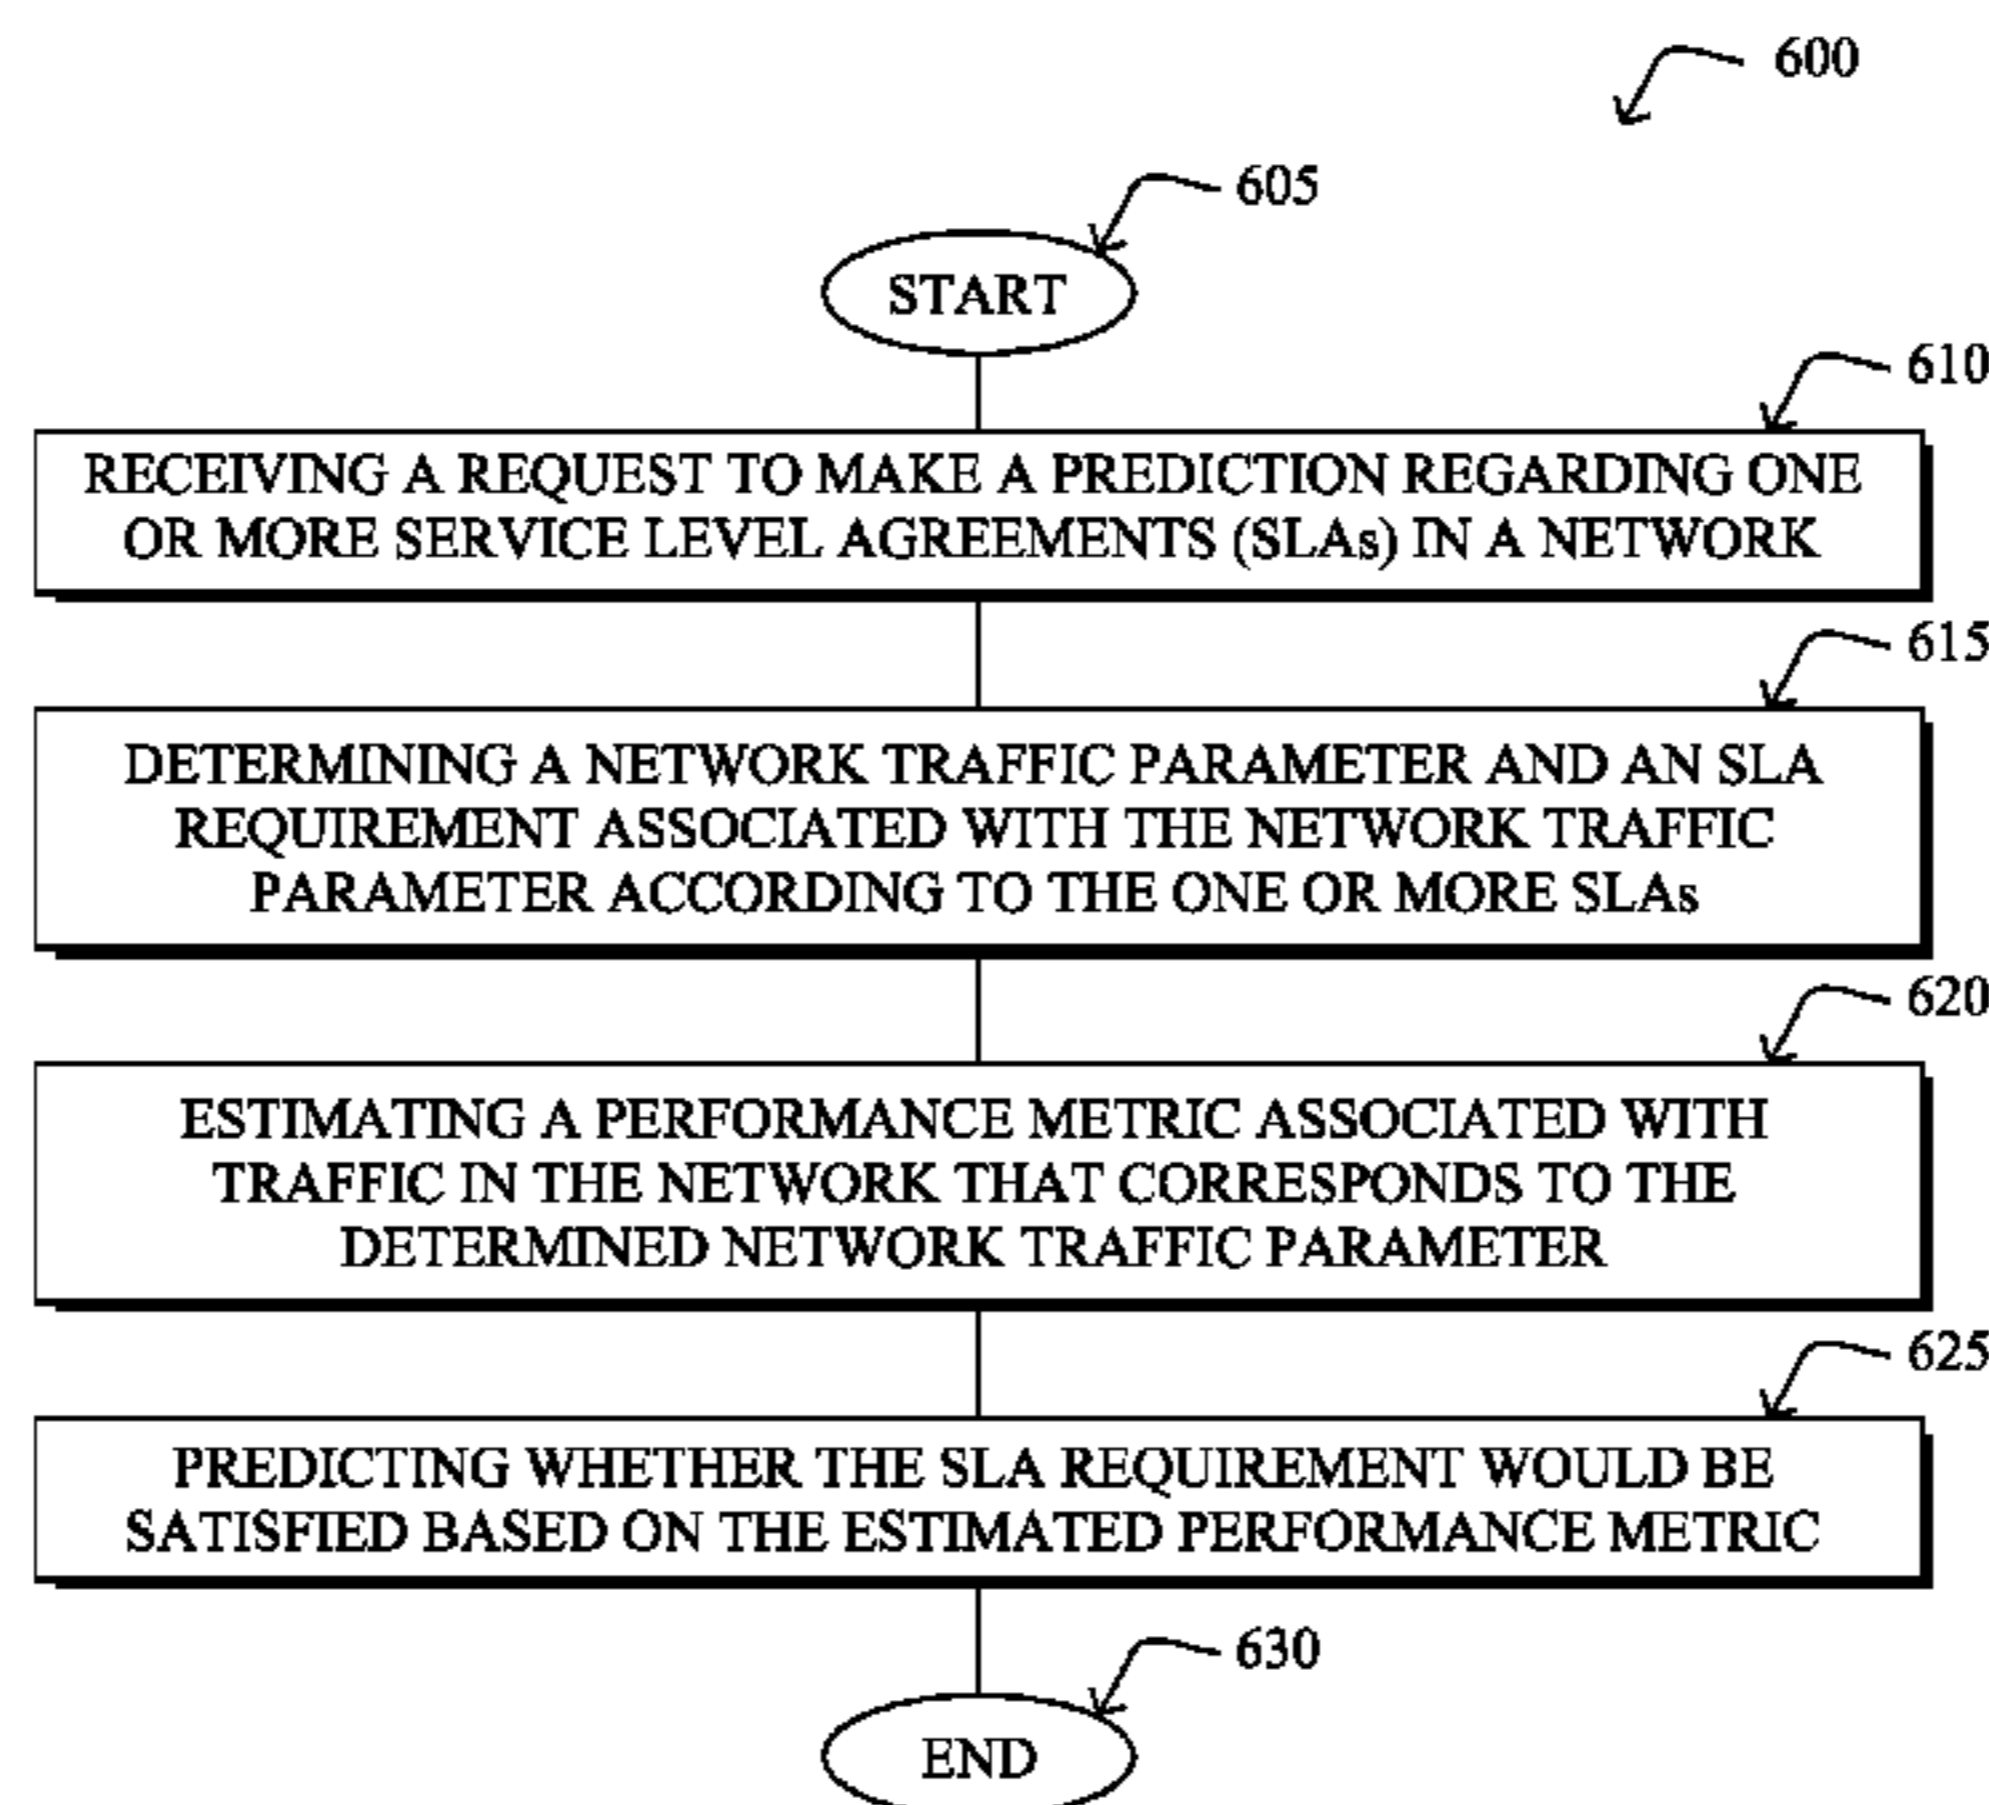 600
605
START
610
RECEIVING A REQUEST TO MAKE A PREDICTION REGARDING ONE
OR MORE SERVICE LEVEL AGREEMENTS (SLAs) IN A NETWORK
615
DETERMINING A NETWORK TRAFFIC PARAMETER AND AN SLA
REQUIREMENT ASSOCIATED WITH THE NETWORK TRAFFIC
PARAMETER ACCORDING TO THE ONE OR MORE SLAs
620
ESTIMATING A PERFORMANCE METRIC ASSOCIATED WITH
TRAFFIC IN THE NETWORK THAT CORRESPONDS TO THE
DETERMINED NETWORK TRAFFIC PARAMETER
625
PREDICTING WHETHER THE SLA REQUIREMENT WOULD BE
SATISFIED BASED ON THE ESTIMATED PERFORMANCE METRIC
630
END